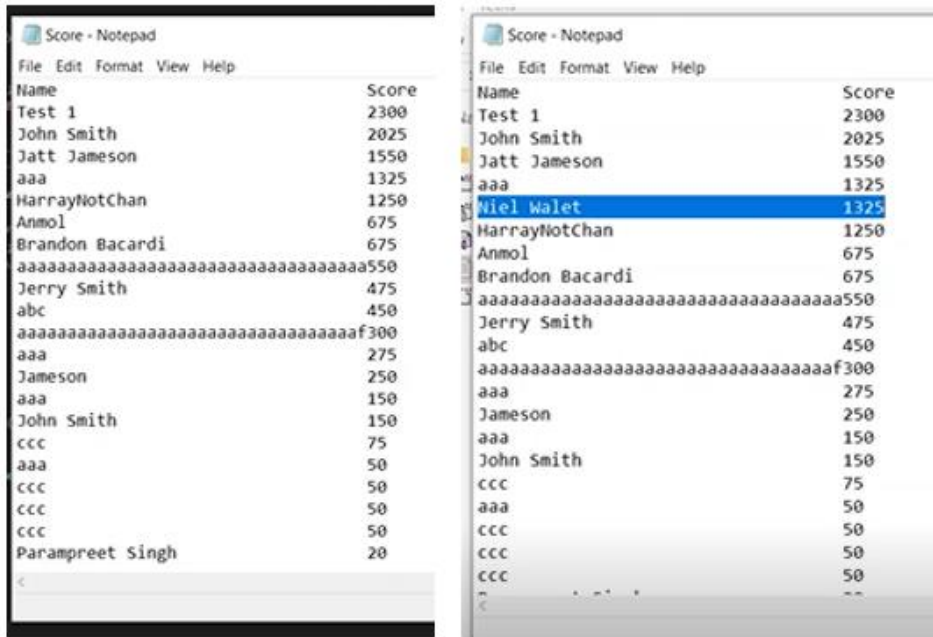 Score - Notepad
File Edit Format View Help
Name Score
Test 1 2300
John Smith 2025
Jatt Jameson 1550
aaa 1325
HarrayNotChan 1250
Anmol 675
Brandon Bacardi 675
aaaaaaaaaaaaaaaaaaaaaaaaaaaaaaaaaaa550
Jerry Smith 475
abc 450
aaaaaaaaaaaaaaaaaaaaaaaaaaaaaaaaaaf300
aaa 275
Jameson 250
aaa 150
John Smith 150
ccc 75
aaa 50
ccc 50
ccc 50
ccc 50
Parampreet Singh 20
Score - Notepad
File Edit Format View Help
Name Score
Test 1 2300
John Smith 2025
Jatt Jameson 1550
aaa 1325
Niel Walet 1325
HarrayNotChan 1250
Anmol 675
Brandon Bacardi 675
aaaaaaaaaaaaaaaaaaaaaaaaaaaaaaaaaaa550
Jerry Smith 475
abc 450
aaaaaaaaaaaaaaaaaaaaaaaaaaaaaaaaaaf300
aaa 275
Jameson 250
aaa 150
John Smith 150
ccc 75
aaa 50
ccc 50
ccc 50
ccc 50